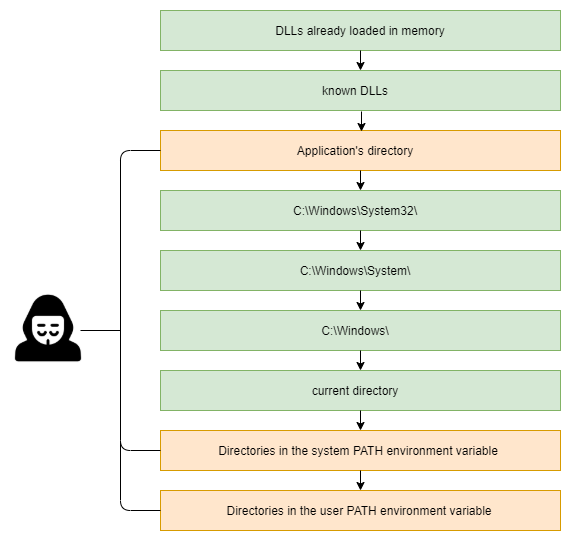 DLLs already loaded in memory
known DLLs
Application's directory
C:\Windows\System32\
C:\Windows\System\
C:\Windows\
current directory
Directories in the system PATH environment variable
Directories in the user PATH environment variable